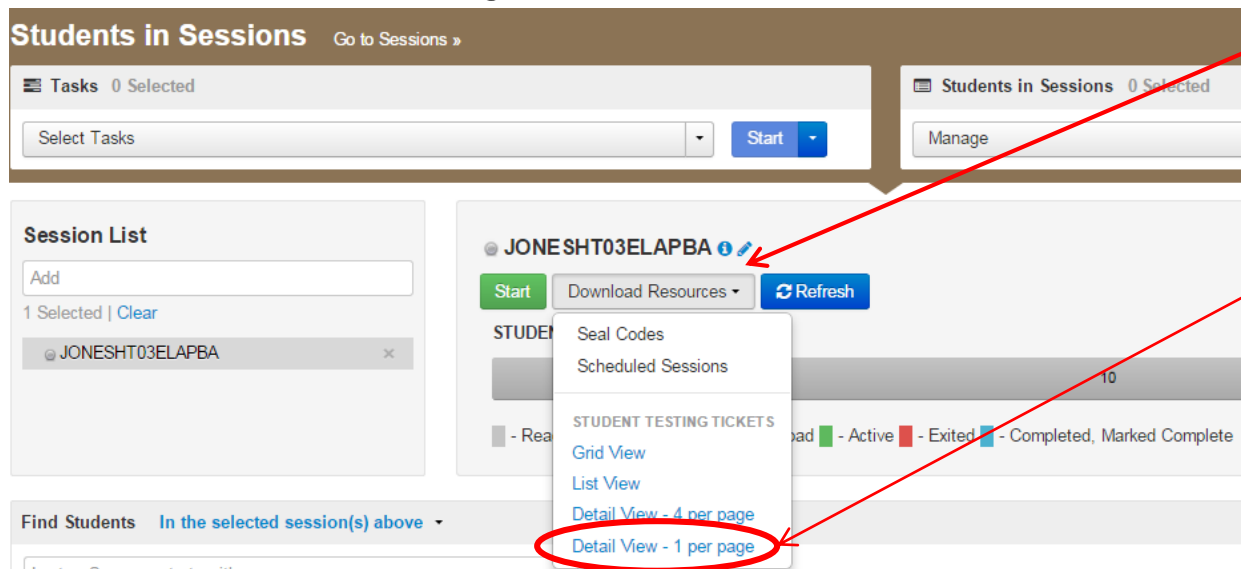 Students in Sessions Go to Sessions »
Tasks 0 Selected
Students in Sessions 0 Selected
Select Tasks
Start
Manage
Session List
Add
1 Selected | Clear
JONESHT03ELAPBA ×
JONESHT03ELAPBA
Start Download Resources Refresh
STUDEN
10
- Rea
oad - Active - Exited - Completed, Marked Complete
Seal Codes
Scheduled Sessions
STUDENT TESTING TICKETS
Grid View
List View
Detail View - 4 per page
Detail View - 1 per page
Find Students In the selected session(s) above